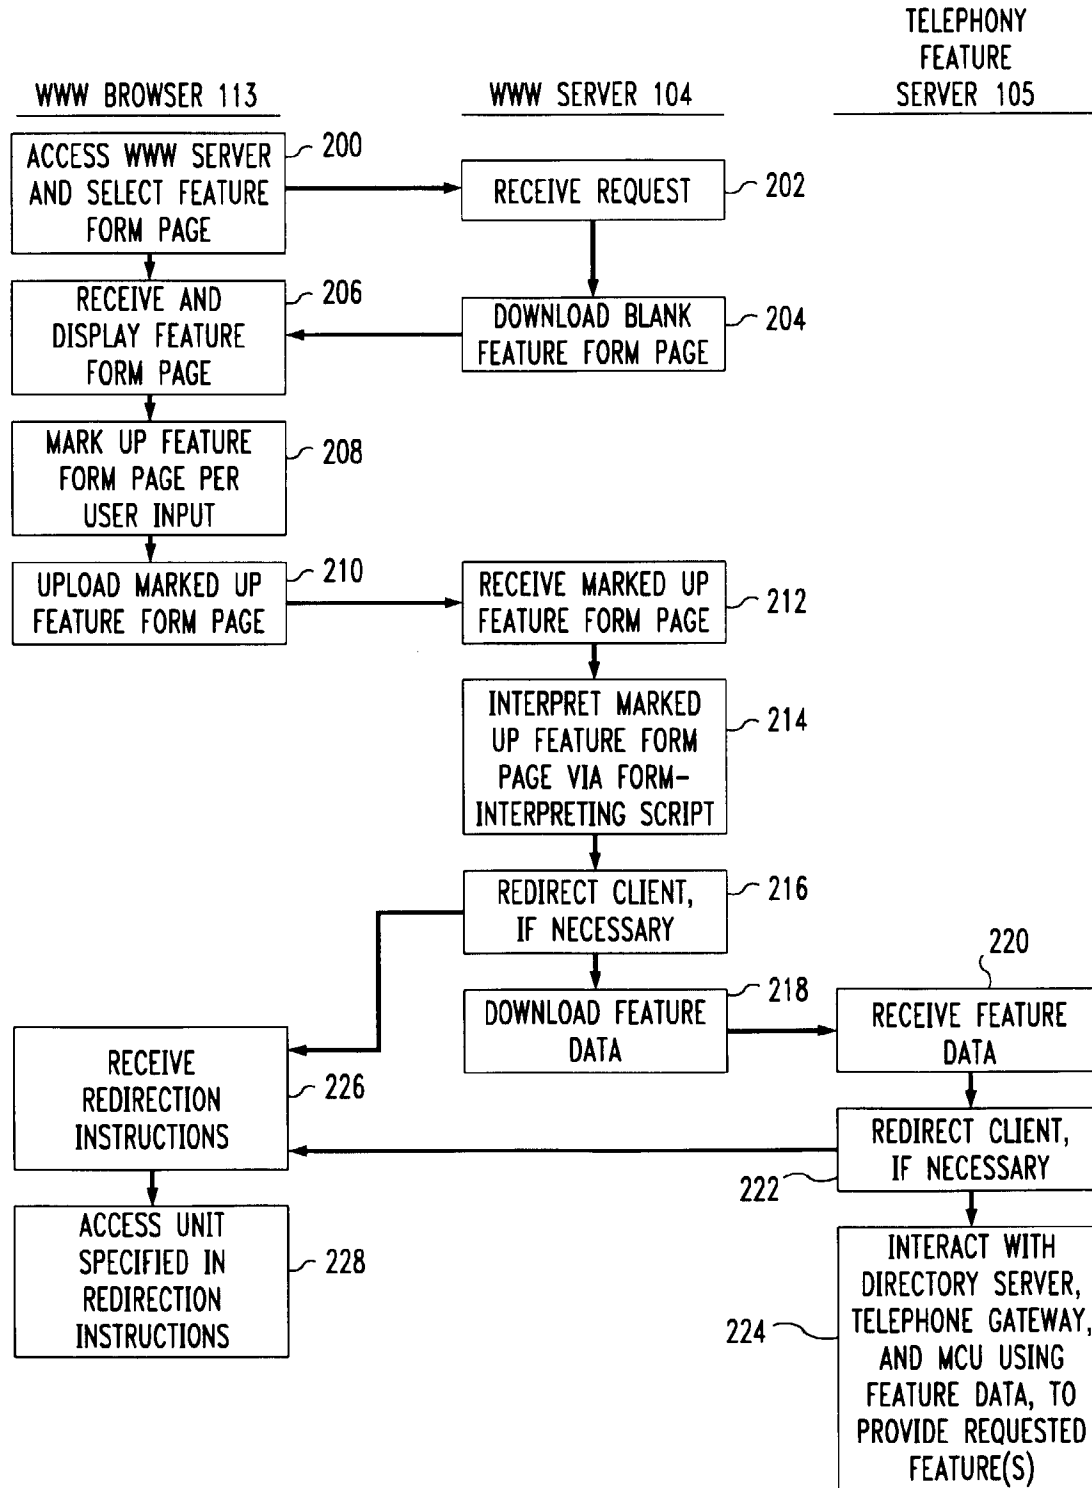 TELEPHONY
FEATURE
SERVER 105
WWW BROWSER 113
WWW SERVER 104
ACCESS WWW SERVER
AND SELECT FEATURE
FORM PAGE
200
RECEIVE REQUEST
202
RECEIVE AND
DISPLAY FEATURE
FORM PAGE
206
DOWNLOAD BLANK
FEATURE FORM PAGE
204
MARK UP FEATURE
FORM PAGE PER
USER INPUT
208
UPLOAD MARKED UP
FEATURE FORM PAGE
210
RECEIVE MARKED UP
FEATURE FORM PAGE
212
INTERPRET MARKED
UP FEATURE FORM
PAGE VIA FORM-
INTERPRETING SCRIPT
214
REDIRECT CLIENT,
IF NECESSARY
216
DOWNLOAD FEATURE
DATA
218
220
RECEIVE FEATURE
DATA
RECEIVE
REDIRECTION
INSTRUCTIONS
226
REDIRECT CLIENT,
IF NECESSARY
222
ACCESS UNIT
SPECIFIED IN
REDIRECTION
INSTRUCTIONS
228
INTERACT WITH
DIRECTORY SERVER,
TELEPHONE GATEWAY,
AND MCU USING
FEATURE DATA, TO
PROVIDE REQUESTED
FEATURE(S)
224